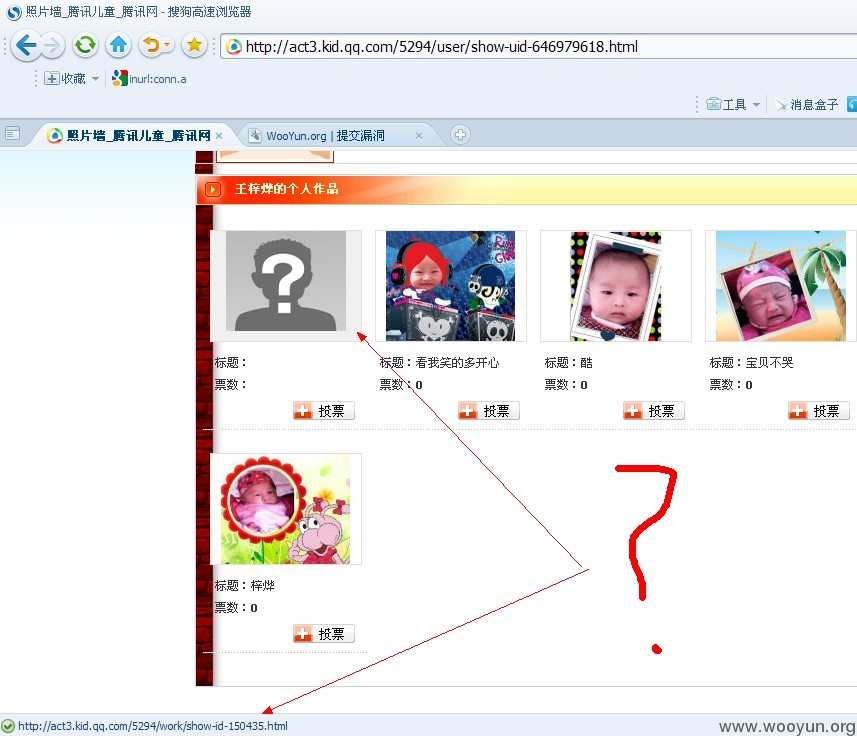 照片墙_腾讯儿童_腾讯网 - 搜狗高速浏览器
http://act3.kid.qq.com/5294/user/show-uid-646979618.html
收藏 inurl:conn.a
工具 消息盒子
照片墙_腾讯儿童_腾讯网 WooYun.org | 提交漏洞
王梓烨的个人作品
标题： 标题：看我笑的多开心 标题：酷 标题：宝贝不哭
票数： 票数：0 票数：0 票数：0
投票 投票 投票 投票
?
标题：梓烨
票数：0
投票
http://act3.kid.qq.com/5294/work/show-id-150435.html
www.wooyun.org